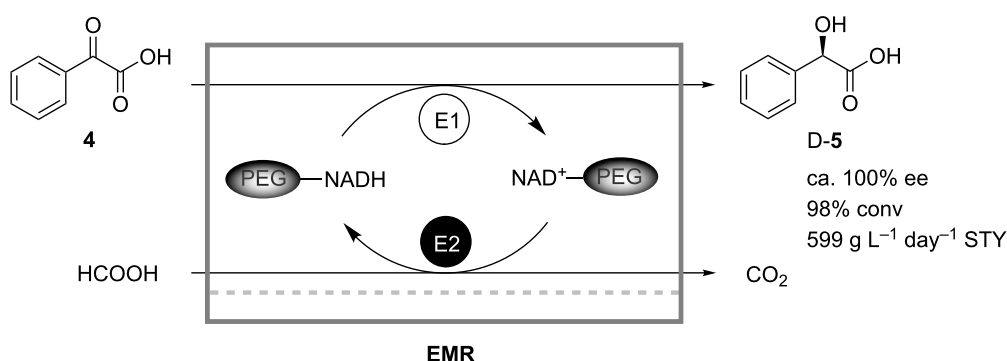 O
OH
O
4
E1
PEG
NADH
NAD+
PEG
E2
HCOOH
CO2
EMR
OH
OH
O
D-5
ca. 100% ee
98% conv
599 g L–1 day–1 STY